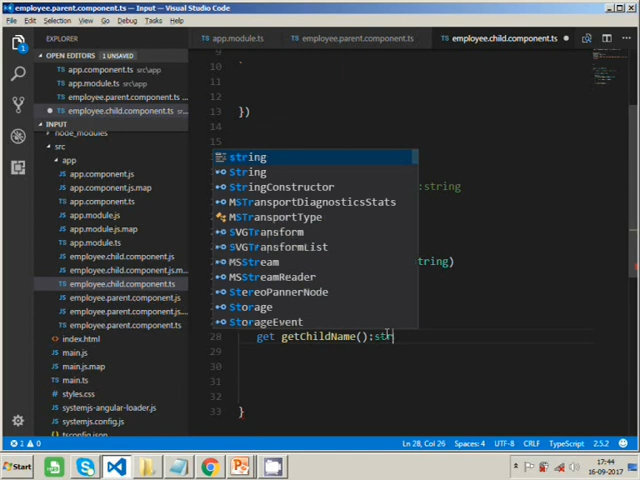 employee.parent.component.ts - Input - Visual Studio Code
File Edit Selection View Go Debug Tasks Help
EXPLORER
OPEN EDITORS 1 UNSAVED
app.component.ts src\app
app.module.ts src\app
employee.parent.component.ts ...
employee.child.component.ts ...
INPUT
node_modules
src
app
app.component.js
app.component.js.map
app.component.ts
app.module.js
app.module.js.map
app.module.ts
employee.child.component.js
employee.child.component.js.m...
employee.child.component.ts
employee.parent.component.js
employee.parent.component.js...
employee.parent.component.ts
index.html
main.js
main.js.map
main.ts
styles.css
systemjs-angular-loader.js
systemjs.config.js
tsconfig.json
app.module.ts employee.parent.component.ts employee.child.component.ts
9
10 `
11
12
13 })
14
15
:string
tring)
string
String
StringConstructor
MSTransportDiagnosticsStats
MSTransportType
SVGTransform
SVGTransformList
MSStream
MSStreamReader
StereoPannerNode
Storage
StorageEvent
28 get getChildName():str
29
30
31
32
33 }
1 0 Ln 28, Col 26 Spaces: 4 UTF-8 CRLF TypeScript 2.5.2
Start 17:44
16-09-2017